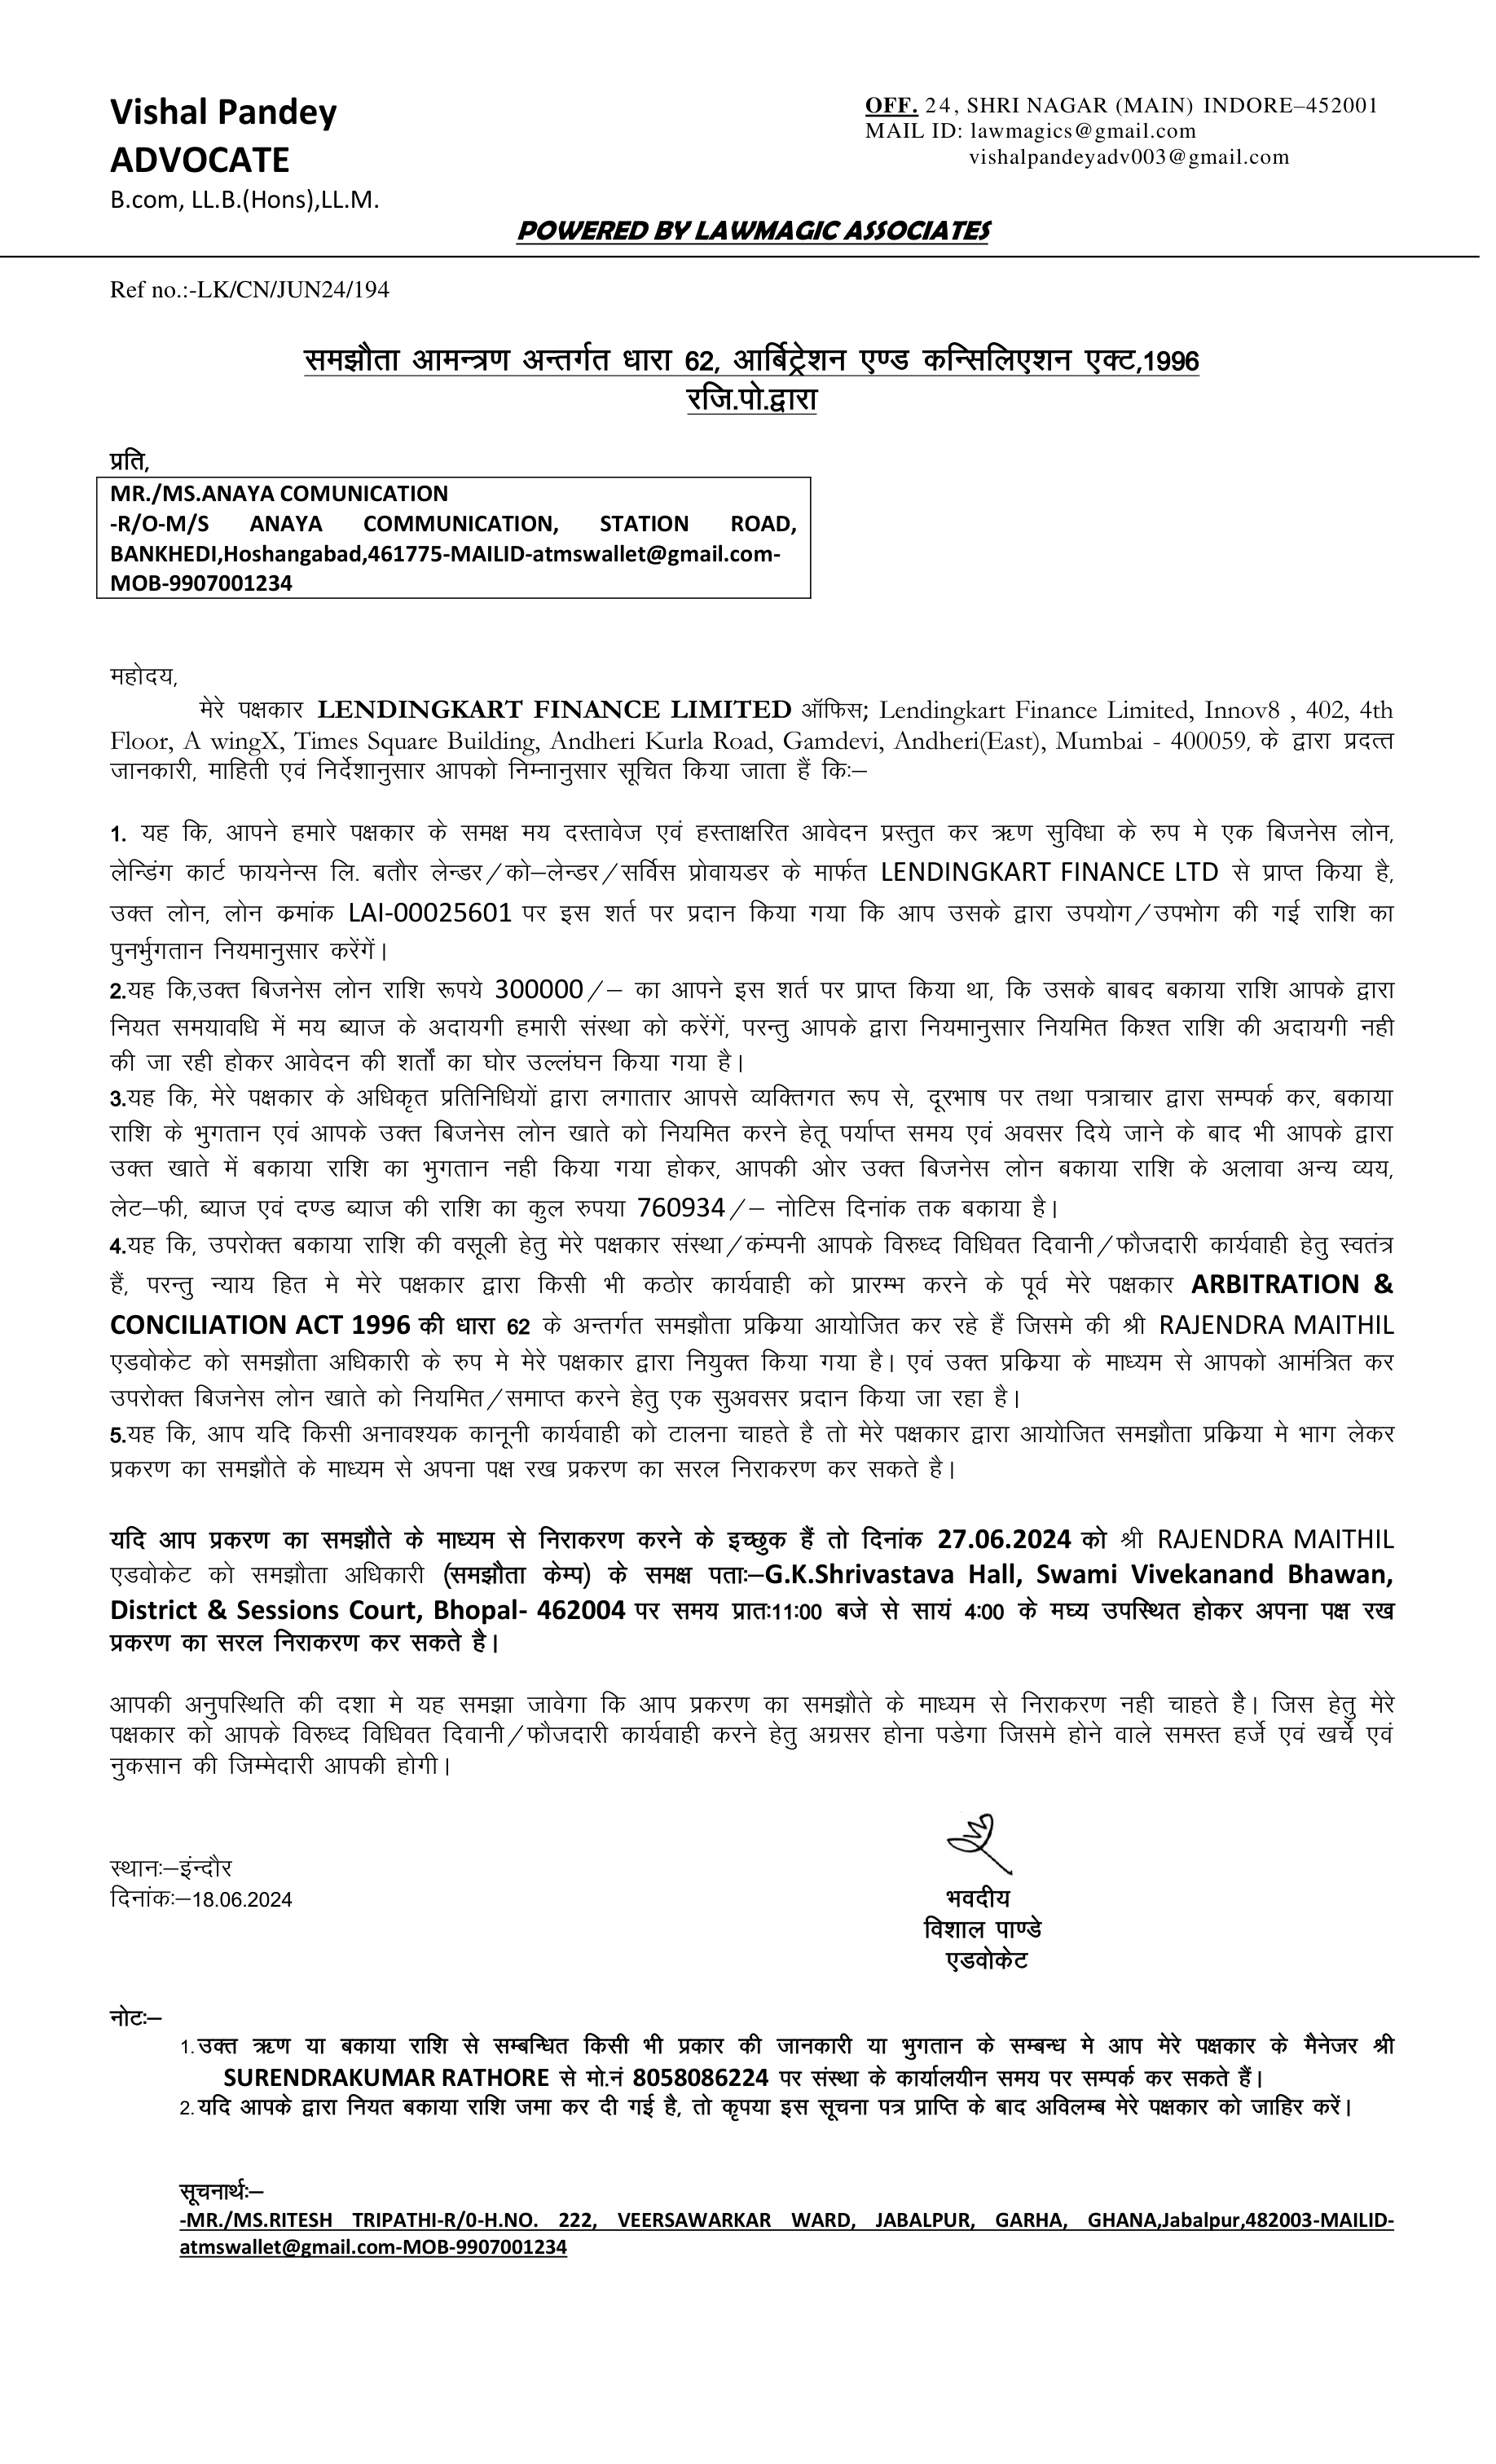 Vishal Pandey
ADVOCATE
B.com, LL.B.(Hons),LL.M.
OFF. 24, SHRI NAGAR (MAIN) INDORE–452001
MAIL ID: lawmagics@gmail.com
vishalpandeyadv003@gmail.com
POWERED BY LAWMAGIC ASSOCIATES
Ref no.:-LK/CN/JUN24/194
समझौता आमन्त्रण अन्तर्गत धारा 62, आर्बिट्रेशन एण्ड कन्सिलिएशन एक्ट,1996
रजि.पो.द्वारा
प्रति,
MR./MS.ANAYA COMUNICATION
-R/O-M/S ANAYA COMMUNICATION, STATION ROAD,
BANKHEDI,Hoshangabad,461775-MAILID-atmswallet@gmail.com-
MOB-9907001234
महोदय,
मेरे पक्षकार LENDINGKART FINANCE LIMITED ऑफिस; Lendingkart Finance Limited, Innov8 , 402, 4th
Floor, A wingX, Times Square Building, Andheri Kurla Road, Gamdevi, Andheri(East), Mumbai - 400059, के द्वारा प्रदत्त
जानकारी, माहिती एवं निर्देशानुसार आपको निम्नानुसार सूचित किया जाता हैं किः–
1. यह कि, आपने हमारे पक्षकार के समक्ष मय दस्तावेज एवं हस्ताक्षरित आवेदन प्रस्तुत कर ऋण सुविधा के रुप मे एक बिजनेस लोन,
लेन्डिंग कार्ट फायनेन्स लि. बतौर लेन्डर/को–लेन्डर/सर्विस प्रोवायडर के मार्फत LENDINGKART FINANCE LTD से प्राप्त किया है,
उक्त लोन, लोन क्रमांक LAI-00025601 पर इस शर्त पर प्रदान किया गया कि आप उसके द्वारा उपयोग/उपभोग की गई राशि का
पुनर्भुगतान नियमानुसार करेंगें।
2.यह कि,उक्त बिजनेस लोन राशि रूपये 300000/– का आपने इस शर्त पर प्राप्त किया था, कि उसके बाबद बकाया राशि आपके द्वारा
नियत समयावधि में मय ब्याज के अदायगी हमारी संस्था को करेंगें, परन्तु आपके द्वारा नियमानुसार नियमित किश्त राशि की अदायगी नही
की जा रही होकर आवेदन की शर्तों का घोर उल्लंघन किया गया है।
3.यह कि, मेरे पक्षकार के अधिकृत प्रतिनिधियों द्वारा लगातार आपसे व्यक्तिगत रूप से, दूरभाष पर तथा पत्राचार द्वारा सम्पर्क कर, बकाया
राशि के भुगतान एवं आपके उक्त बिजनेस लोन खाते को नियमित करने हेतू पर्याप्त समय एवं अवसर दिये जाने के बाद भी आपके द्वारा
उक्त खाते में बकाया राशि का भुगतान नही किया गया होकर, आपकी ओर उक्त बिजनेस लोन बकाया राशि के अलावा अन्य व्यय,
लेट–फी, ब्याज एवं दण्ड ब्याज की राशि का कुल रुपया 760934/– नोटिस दिनांक तक बकाया है।
4.यह कि, उपरोक्त बकाया राशि की वसूली हेतु मेरे पक्षकार संस्था/कंम्पनी आपके विरुध्द विधिवत दिवानी/फौजदारी कार्यवाही हेतु स्वतंत्र
हैं, परन्तु न्याय हित मे मेरे पक्षकार द्वारा किसी भी कठोर कार्यवाही को प्रारम्भ करने के पूर्व मेरे पक्षकार ARBITRATION &
CONCILIATION ACT 1996 की धारा 62 के अन्तर्गत समझौता प्रक्रिया आयोजित कर रहे हैं जिसमे की श्री RAJENDRA MAITHIL
एडवोकेट को समझौता अधिकारी के रुप मे मेरे पक्षकार द्वारा नियुक्त किया गया है। एवं उक्त प्रक्रिया के माध्यम से आपको आमंत्रित कर
उपरोक्त बिजनेस लोन खाते को नियमित/समाप्त करने हेतु एक सुअवसर प्रदान किया जा रहा है।
5.यह कि, आप यदि किसी अनावश्यक कानूनी कार्यवाही को टालना चाहते है तो मेरे पक्षकार द्वारा आयोजित समझौता प्रक्रिया मे भाग लेकर
प्रकरण का समझौते के माध्यम से अपना पक्ष रख प्रकरण का सरल निराकरण कर सकते है।
यदि आप प्रकरण का समझौते के माध्यम से निराकरण करने के इच्छुक हैं तो दिनांक 27.06.2024 को श्री RAJENDRA MAITHIL
एडवोकेट को समझौता अधिकारी (समझौता केम्प) के समक्ष पताः–G.K.Shrivastava Hall, Swami Vivekanand Bhawan,
District & Sessions Court, Bhopal- 462004 पर समय प्रातः11:00 बजे से सायं 4:00 के मघ्य उपस्थित होकर अपना पक्ष रख
प्रकरण का सरल निराकरण कर सकते है।
आपकी अनुपस्थिति की दशा मे यह समझा जावेगा कि आप प्रकरण का समझौते के माध्यम से निराकरण नही चाहते है। जिस हेतु मेरे
पक्षकार को आपके विरुध्द विधिवत दिवानी/फौजदारी कार्यवाही करने हेतु अग्रसर होना पडेगा जिसमे होने वाले समस्त हर्जे एवं खर्चे एवं
नुकसान की जिम्मेदारी आपकी होगी।
स्थानः–इंन्दौर
दिनांकः–18.06.2024
भवदीय
विशाल पाण्डे
एडवोकेट
नोटः–
1.उक्त ऋण या बकाया राशि से सम्बन्धित किसी भी प्रकार की जानकारी या भुगतान के सम्बन्ध मे आप मेरे पक्षकार के मैनेजर श्री
SURENDRAKUMAR RATHORE से मो.नं 8058086224 पर संस्था के कार्यालयीन समय पर सम्पर्क कर सकते हैं।
2.यदि आपके द्वारा नियत बकाया राशि जमा कर दी गई है, तो कृपया इस सूचना पत्र प्राप्ति के बाद अविलम्ब मेरे पक्षकार को जाहिर करें।
सूचनार्थः–
-MR./MS.RITESH TRIPATHI-R/0-H.NO. 222, VEERSAWARKAR WARD, JABALPUR, GARHA, GHANA,Jabalpur,482003-MAILID-
atmswallet@gmail.com-MOB-9907001234